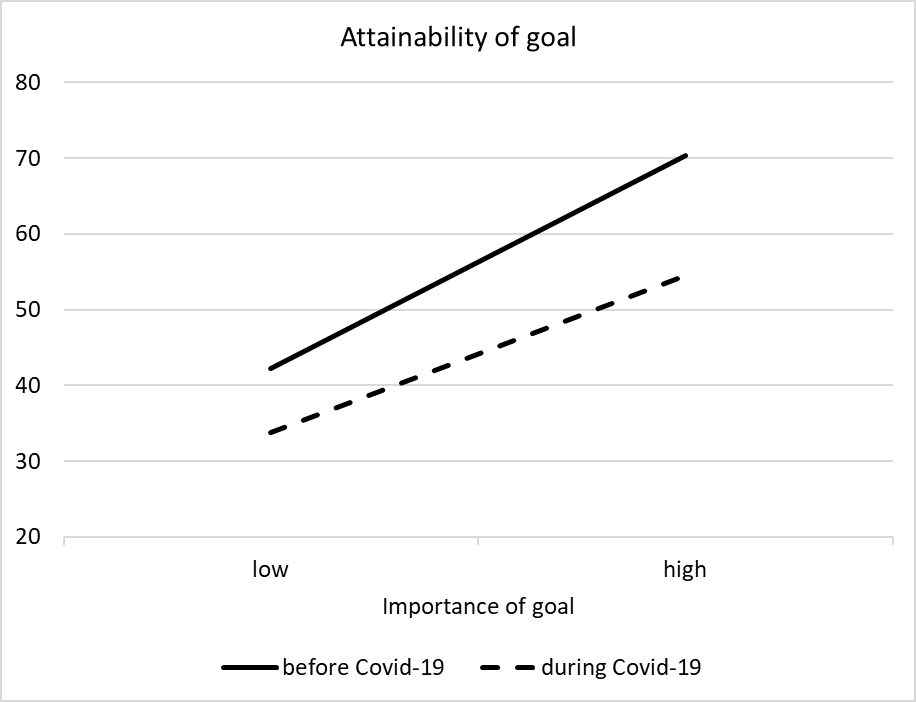 Attainability of goal
80
70
60
50
40
30
20
low high
Importance of goal
before Covid-19 during Covid-19